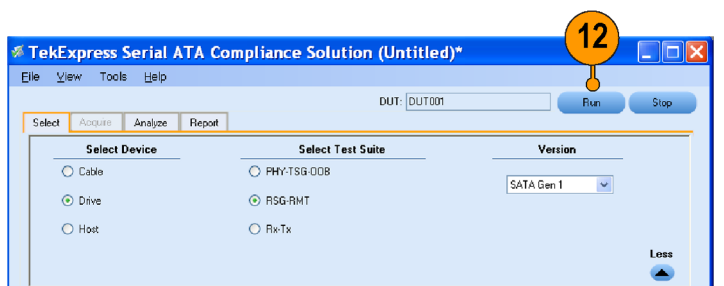 12
TekExpress Serial ATA Compliance Solution (Untitled)*
File View Tools Help
DUT: DUT001 Run Stop
Select Acquire Analyze Report
Select Device Select Test Suite Version
Cable PHY-TSG-OOB
SATA Gen 1
Drive RSG-RMT
Host Rx-Tx
Less